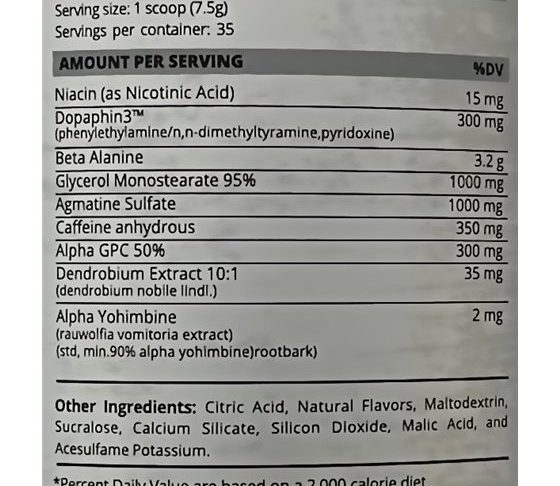 Serving size: 1 scoop (7.5g)
Servings per container: 35
AMOUNT PER SERVING %DV
Niacin (as Nicotinic Acid) 15 mg
Dopaphin3™ 300 mg
(phenylethylamine/n,n-dimethyltyramine,pyridoxine)
Beta Alanine 3.2 g
Glycerol Monostearate 95% 1000 mg
Agmatine Sulfate 1000 mg
Caffeine anhydrous 350 mg
Alpha GPC 50% 300 mg
Dendrobium Extract 10:1 35 mg
(dendrobium nobile lindl.)
Alpha Yohimbine 2 mg
(rauwolfia vomitoria extract)
(std, min.90% alpha yohimbine)rootbark)
Other Ingredients: Citric Acid, Natural Flavors, Maltodextrin,
Sucralose, Calcium Silicate, Silicon Dioxide, Malic Acid, and
Acesulfame Potassium.
*Percent Daily Value are based on a 2,000 calorie diet